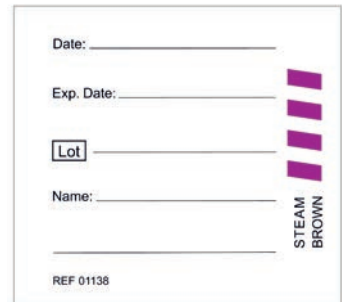 Date:
Exp. Date:
Lot
Name:
REF 01138
STEAM
BROWN